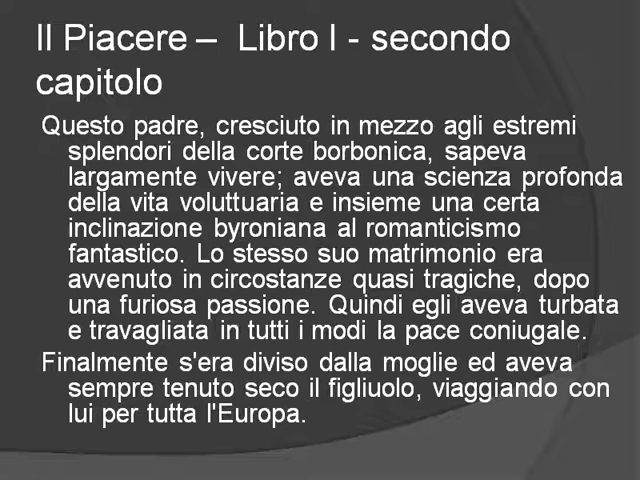 Il Piacere –  Libro I - secondo
capitolo
Questo padre, cresciuto in mezzo agli estremi
splendori della corte borbonica, sapeva
largamente vivere; aveva una scienza profonda
della vita voluttuaria e insieme una certa
inclinazione byroniana al romanticismo
fantastico. Lo stesso suo matrimonio era
avvenuto in circostanze quasi tragiche, dopo
una furiosa passione. Quindi egli aveva turbata
e travagliata in tutti i modi la pace coniugale.
Finalmente s'era diviso dalla moglie ed aveva
sempre tenuto seco il figliuolo, viaggiando con
lui per tutta l'Europa.